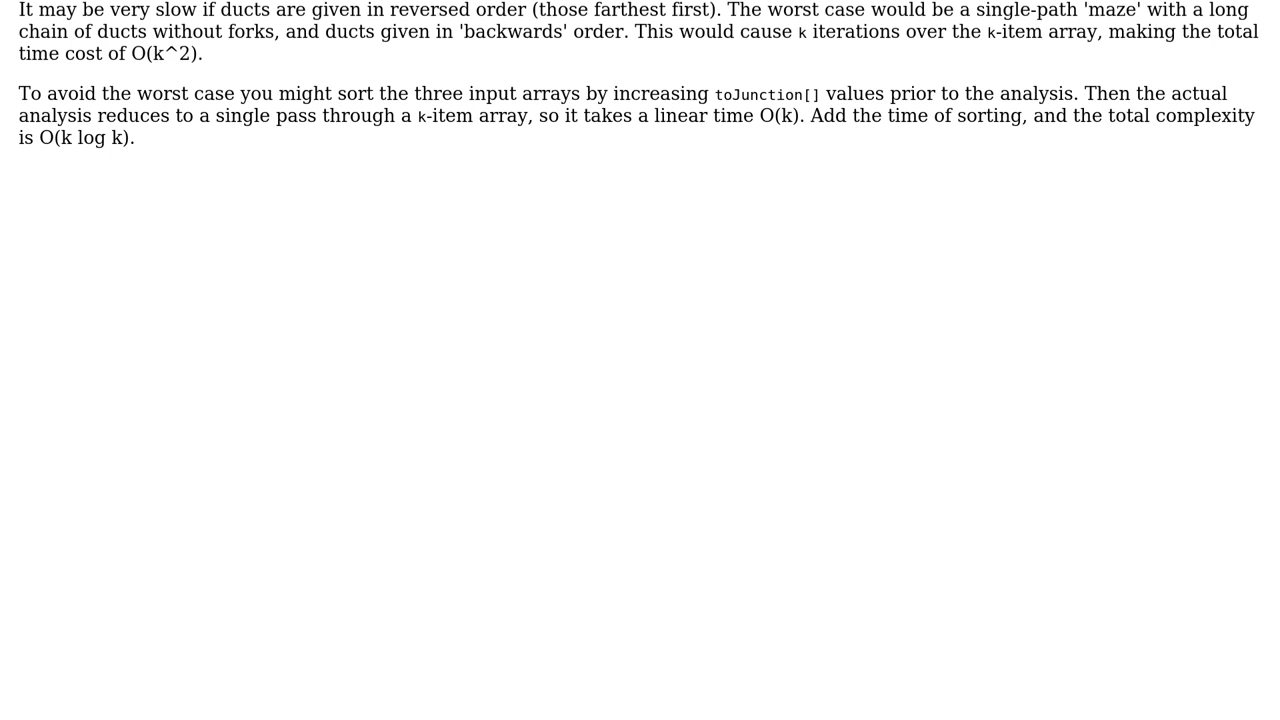 It may be very slow if ducts are given in reversed order (those farthest first). The worst case would be a single-path 'maze' with a long
chain of ducts without forks, and ducts given in 'backwards' order. This would cause k iterations over the k-item array, making the total
time cost of O(k^2).
To avoid the worst case you might sort the three input arrays by increasing toJunction[] values prior to the analysis. Then the actual
analysis reduces to a single pass through a k-item array, so it takes a linear time O(k). Add the time of sorting, and the total complexity
is O(k log k).